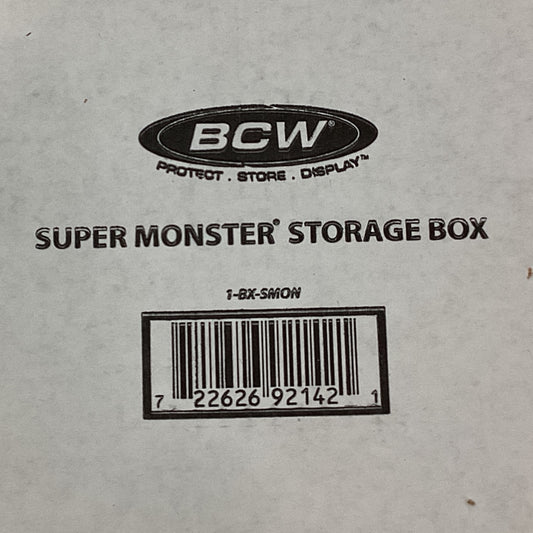 BCW®
PROTECT . STORE . DISPLAY™
SUPER MONSTER® STORAGE BOX
1-BX-SMON
7 22626 92142 1